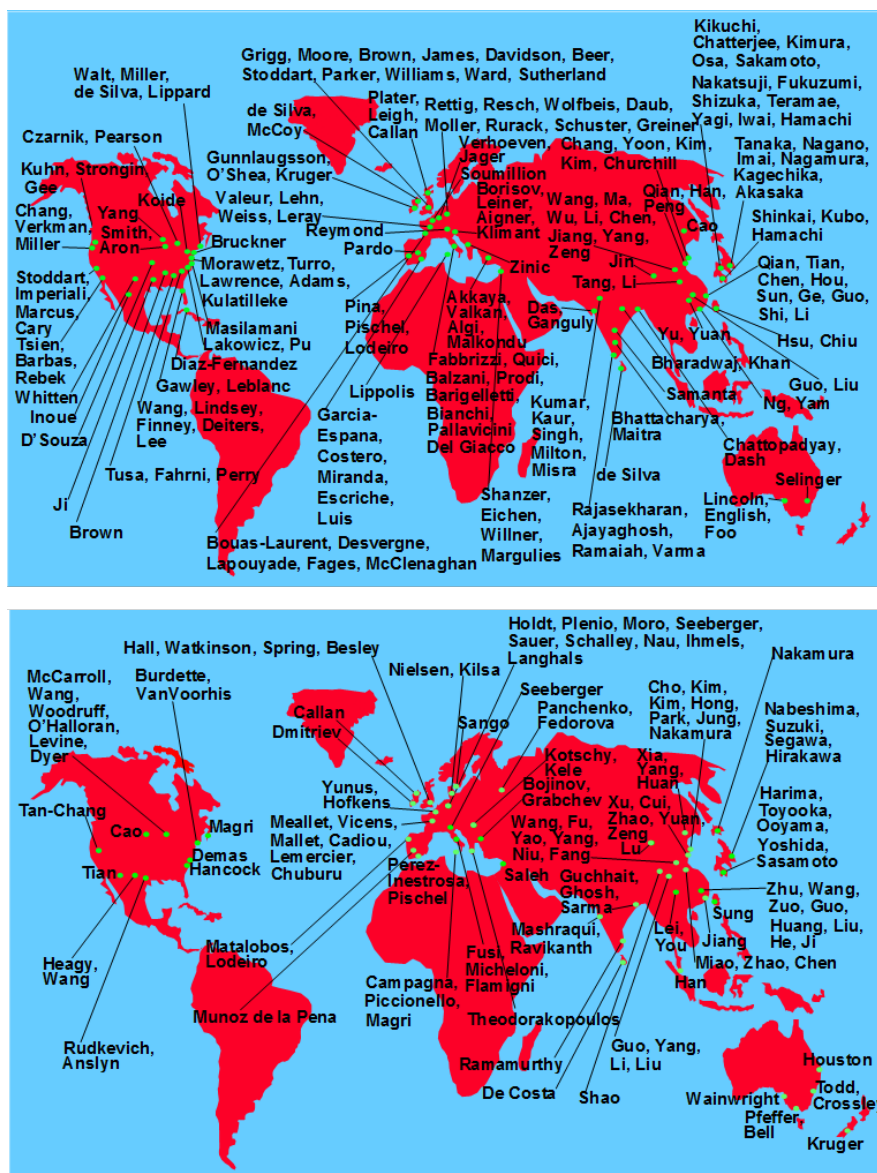 Grigg, Moore, Brown, James, Davidson, Beer,
Stoddart, Parker, Williams, Ward, Sutherland
Kikuchi,
Chatterjee, Kimura,
Osa, Sakamoto,
Nakatsuji, Fukuzumi,
Shizuka, Teramae,
Yagi, Iwai, Hamachi
Walt, Miller,
de Silva, Lippard
de Silva,
McCoy
Plater,
Leigh,
Callan
Rettig, Resch, Wolfbeis, Daub,
Moller, Rurack, Schuster, Greiner
Czarnik, Pearson
Verhoeven,
Jager
Chang, Yoon, Kim,
Kim, Churchill
Tanaka, Nagano,
Imai, Nagamura,
Kagechika,
Akasaka
Kuhn, Strongin,
Gee
Koide
Gunnlaugsson,
O'Shea, Kruger
Soumillion
Borisov,
Leiner,
Aigner,
Klimant
Qian, Han,
Peng
Valeur, Lehn,
Weiss, Leray
Wang, Ma,
Wu, Li, Chen,
Jiang, Yang,
Zeng
Chang,
Verkman,
Miller
Yang
Smith,
Aron
Reymond
Cao
Shinkai, Kubo,
Hamachi
Bruckner
Pardo
Zinic
Jin
Tang, Li
Qian, Tian,
Chen, Hou,
Sun, Ge, Guo,
Shi, Li
Stoddart,
Imperiali,
Marcus,
Cary
Tsien,
Barbas,
Rebek
Morawetz, Turro,
Lawrence, Adams,
Kulatilleke
Pina,
Pischel,
Lodeiro
Akkaya,
Valkan,
Algi,
Malkondu
Das,
Ganguly
Masilamani
Lakowicz, Pu
Yu, Yuan
Hsu, Chiu
Diaz-Fernandez
Gawley, Leblanc
Fabbrizzi, Quici,
Balzani, Prodi,
Barigelletti,
Bianchi,
Pallavicini
Del Giacco
Bharadwaj, Khan
Whitten
Inoue
D'Souza
Wang, Lindsey,
Finney, Deiters,
Lee
Lippolis
Kumar,
Kaur,
Singh,
Milton,
Misra
Samanta
Guo, Liu
Ng, Yam
Garcia-
Espana,
Costero,
Miranda,
Escriche,
Luis
Bhattacharya,
Maitra
Chattopadyay,
Dash
Tusa, Fahrni, Perry
de Silva
Selinger
Ji
Shanzer,
Eichen,
Willner,
Margulies
Rajasekharan,
Ajayaghosh,
Ramaiah, Varma
Lincoln,
English,
Foo
Brown
Bouas-Laurent, Desvergne,
Lapouyade, Fages, McClenaghan
Holdt, Plenio, Moro, Seeberger,
Sauer, Schalley, Nau, Ihmels,
Langhals
Hall, Watkinson, Spring, Besley
Nakamura
McCarroll,
Wang,
Woodruff,
O'Halloran,
Levine,
Dyer
Burdette,
VanVoorhis
Nielsen, Kilsa
Seeberger
Panchenko,
Fedorova
Cho, Kim,
Kim, Hong,
Park, Jung,
Nakamura
Nabeshima,
Suzuki,
Segawa,
Hirakawa
Callan
Dmitriev
Sango
Kotschy,
Kele
Xia,
Yang,
Huan
Yunus,
Hofkens
Bojinov,
Grabchev
Harima,
Toyooka,
Ooyama,
Yoshida,
Sasamoto
Tan-Chang
Meallet, Vicens,
Mallet, Cadiou,
Lemercier,
Chuburu
Xu, Cui,
Zhao, Yuan,
Zeng
Lu
Wang, Fu,
Yao, Yang,
Niu, Fang
Cao
Magri
Demas
Hancock
Perez-
Inestrosa,
Pischel
Saleh
Guchhait,
Ghosh,
Sarma
Tian
Zhu, Wang,
Zuo, Guo,
Huang, Liu,
He, Ji
Sung
Mashraqui,
Ravikanth
Lei,
You
Jiang
Heagy,
Wang
Matalobos,
Lodeiro
Fusi,
Micheloni,
Flamigni
Miao, Zhao, Chen
Han
Campagna,
Piccionello,
Magri
Munoz de la Pena
Theodorakopoulos
Rudkevich,
Anslyn
Ramamurthy
Guo, Yang,
Li, Liu
Houston
De Costa
Shao
Wainwright
Todd,
Crossley
Pfeffer,
Bell
Kruger